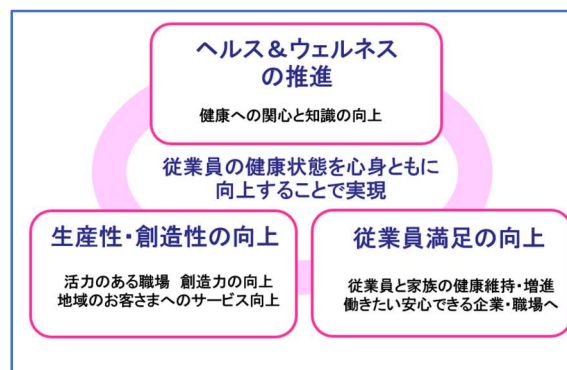 ヘルス＆ウェルネス
の推進
健康への関心と知識の向上
従業員の健康状態を心身ともに
向上することで実現
生産性・創造性の向上
活力のある職場　創造力の向上
地域のお客さまへのサービス向上
従業員満足の向上
従業員と家族の健康維持・増進
働きたい安心できる企業・職場へ